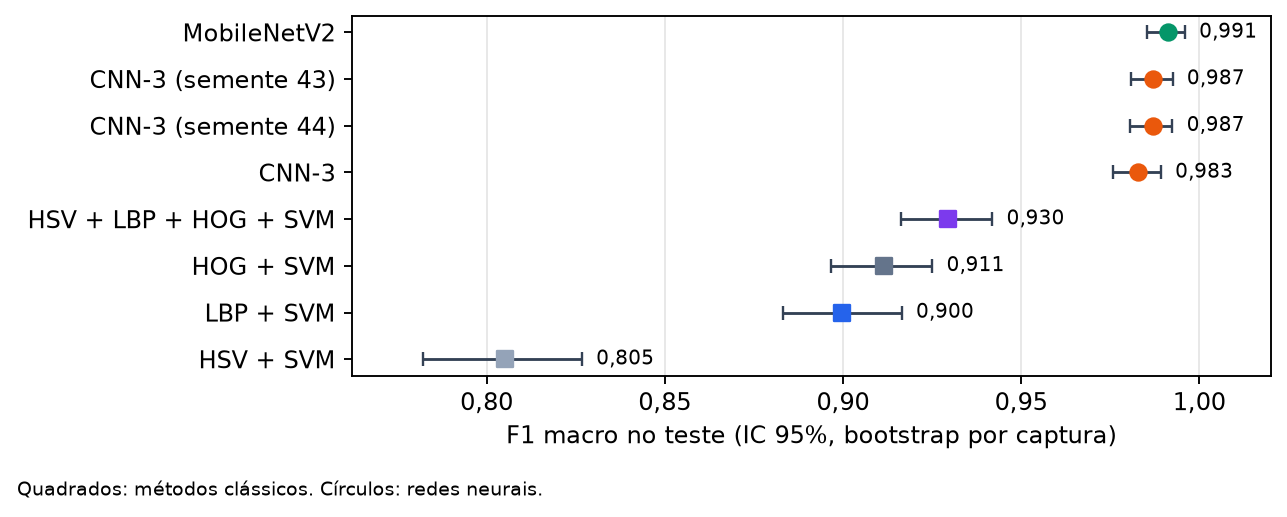 MobileNetV2 0,991
CNN-3 (semente 43) 0,987
CNN-3 (semente 44) 0,987
CNN-3 0,983
HSV + LBP + HOG + SVM 0,930
HOG + SVM 0,911
LBP + SVM 0,900
HSV + SVM 0,805
0,80 0,85 0,90 0,95 1,00
F1 macro no teste (IC 95%, bootstrap por captura)
Quadrados: métodos clássicos. Círculos: redes neurais.